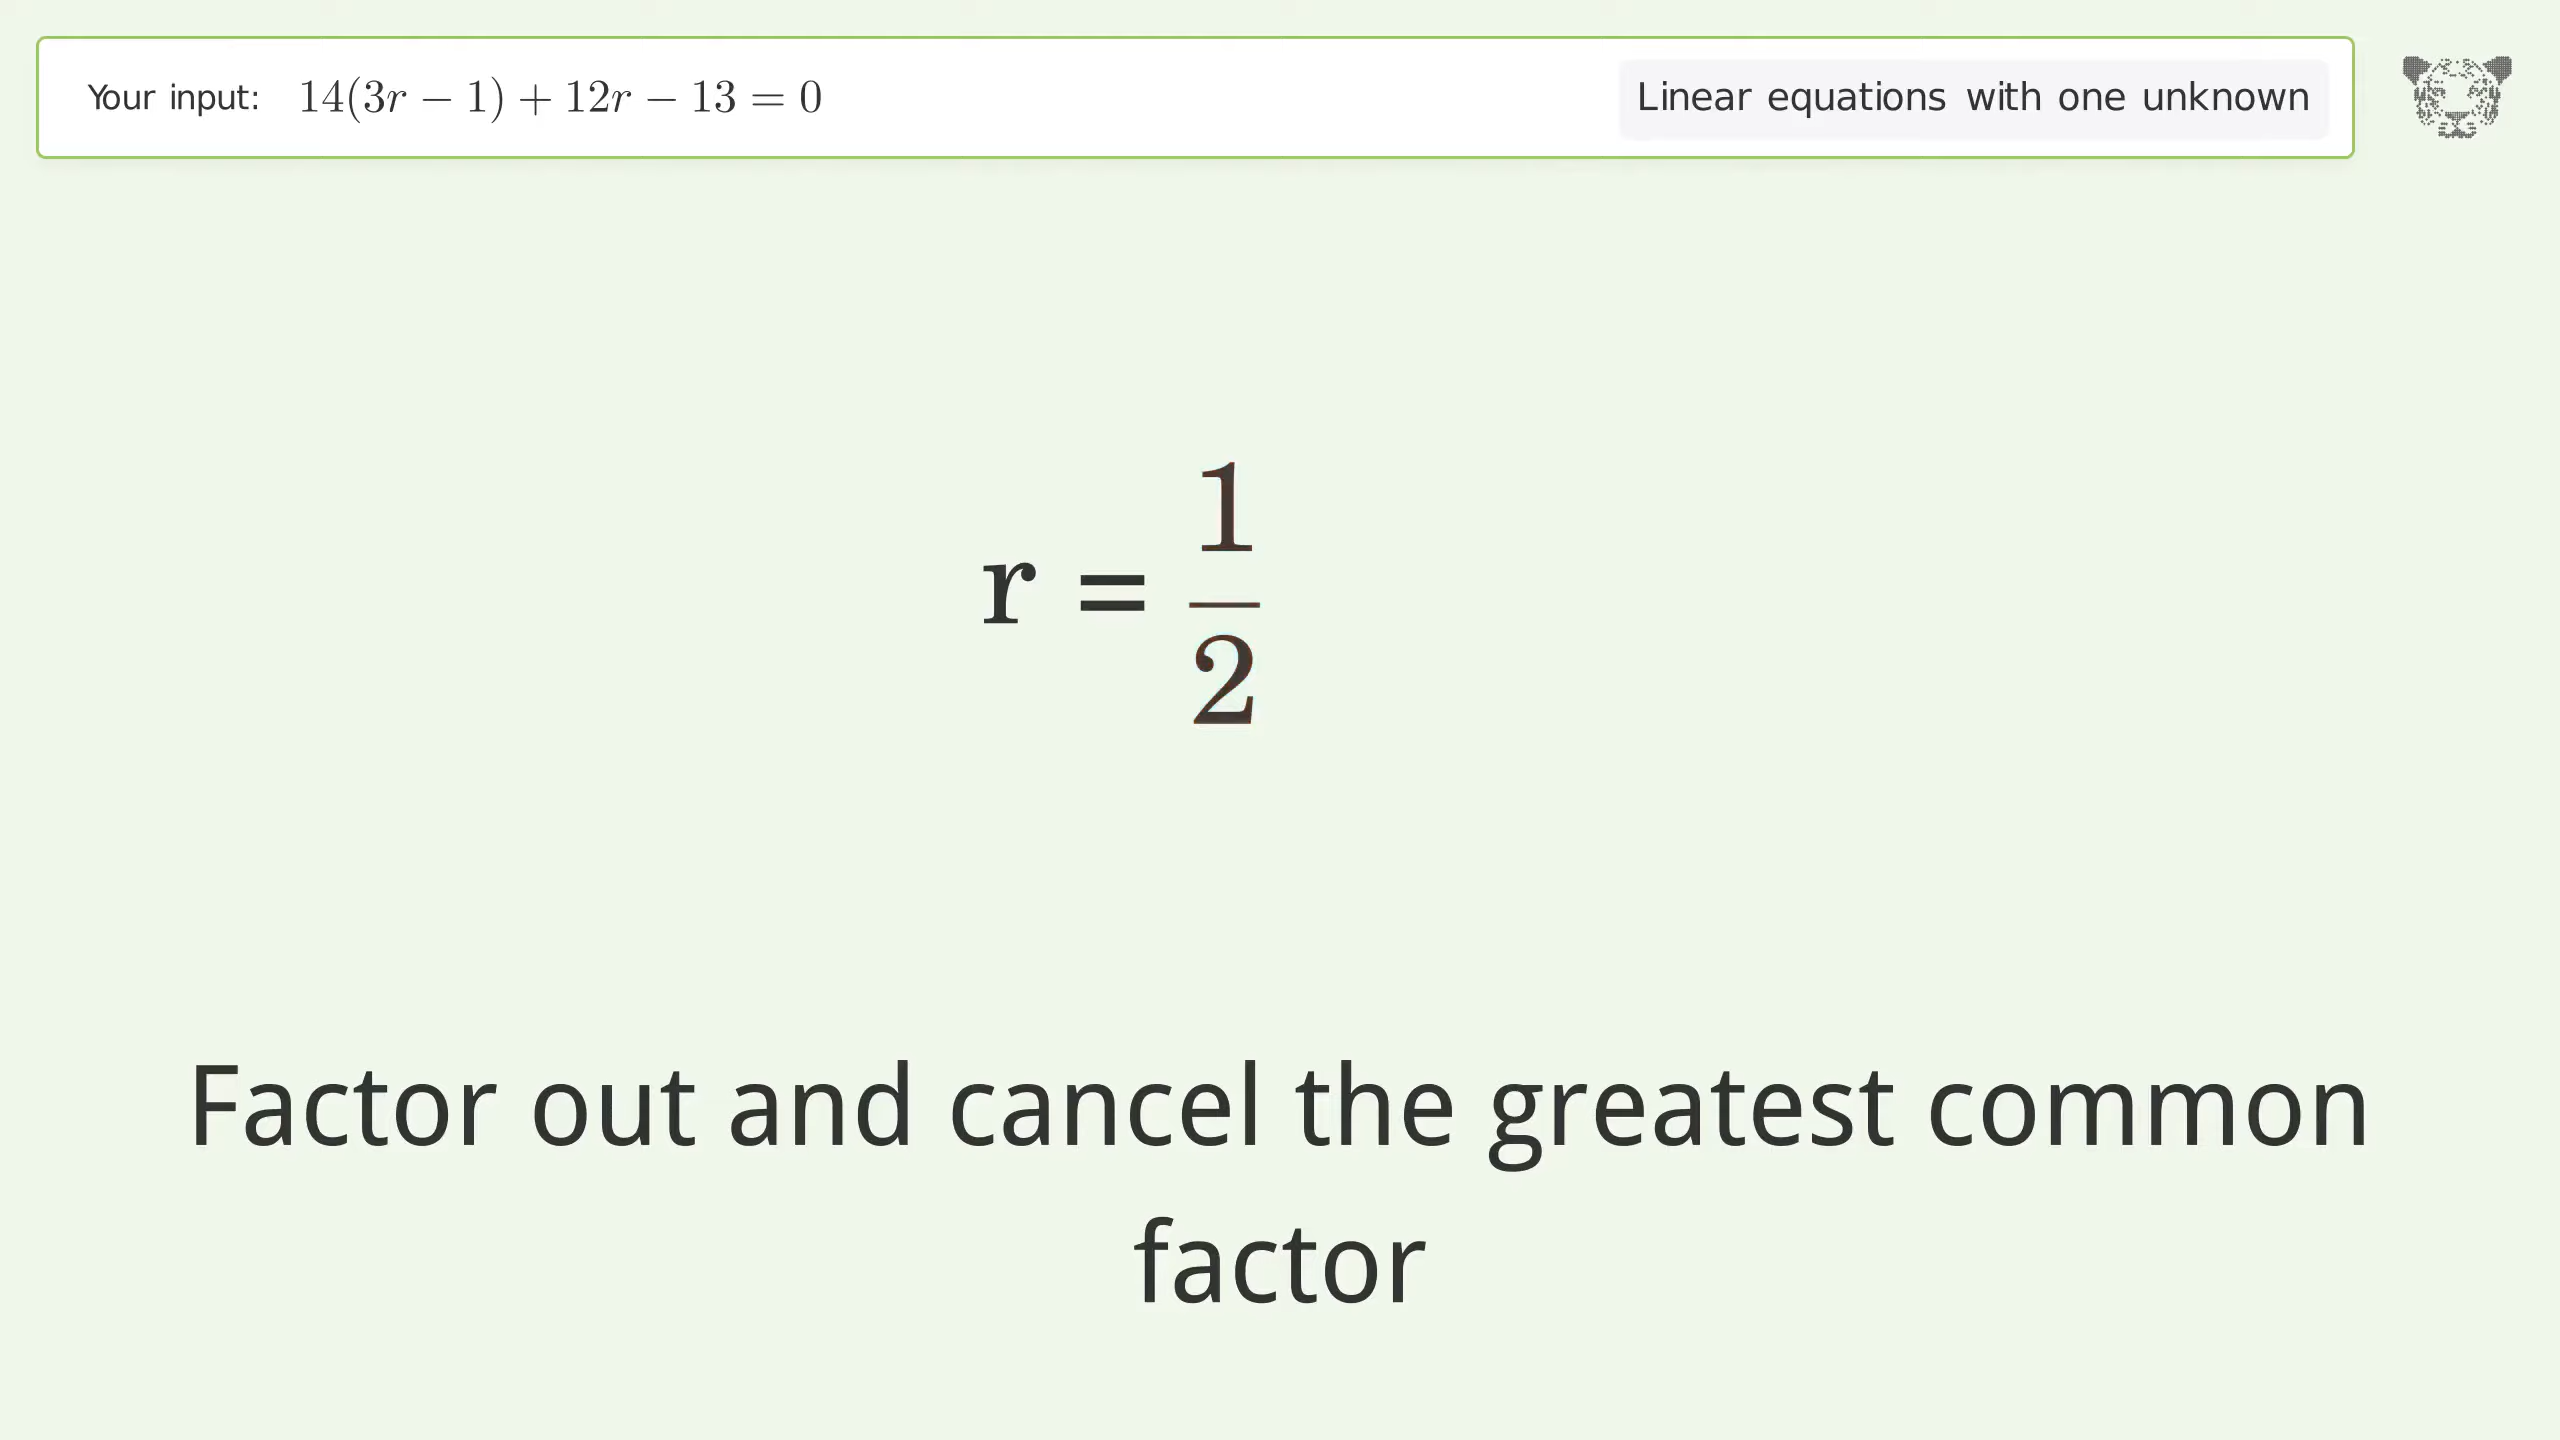 Your input: 14(3r − 1) + 12r − 13 = 0
Linear equations with one unknown
r = 1/2
Factor out and cancel the greatest common
factor